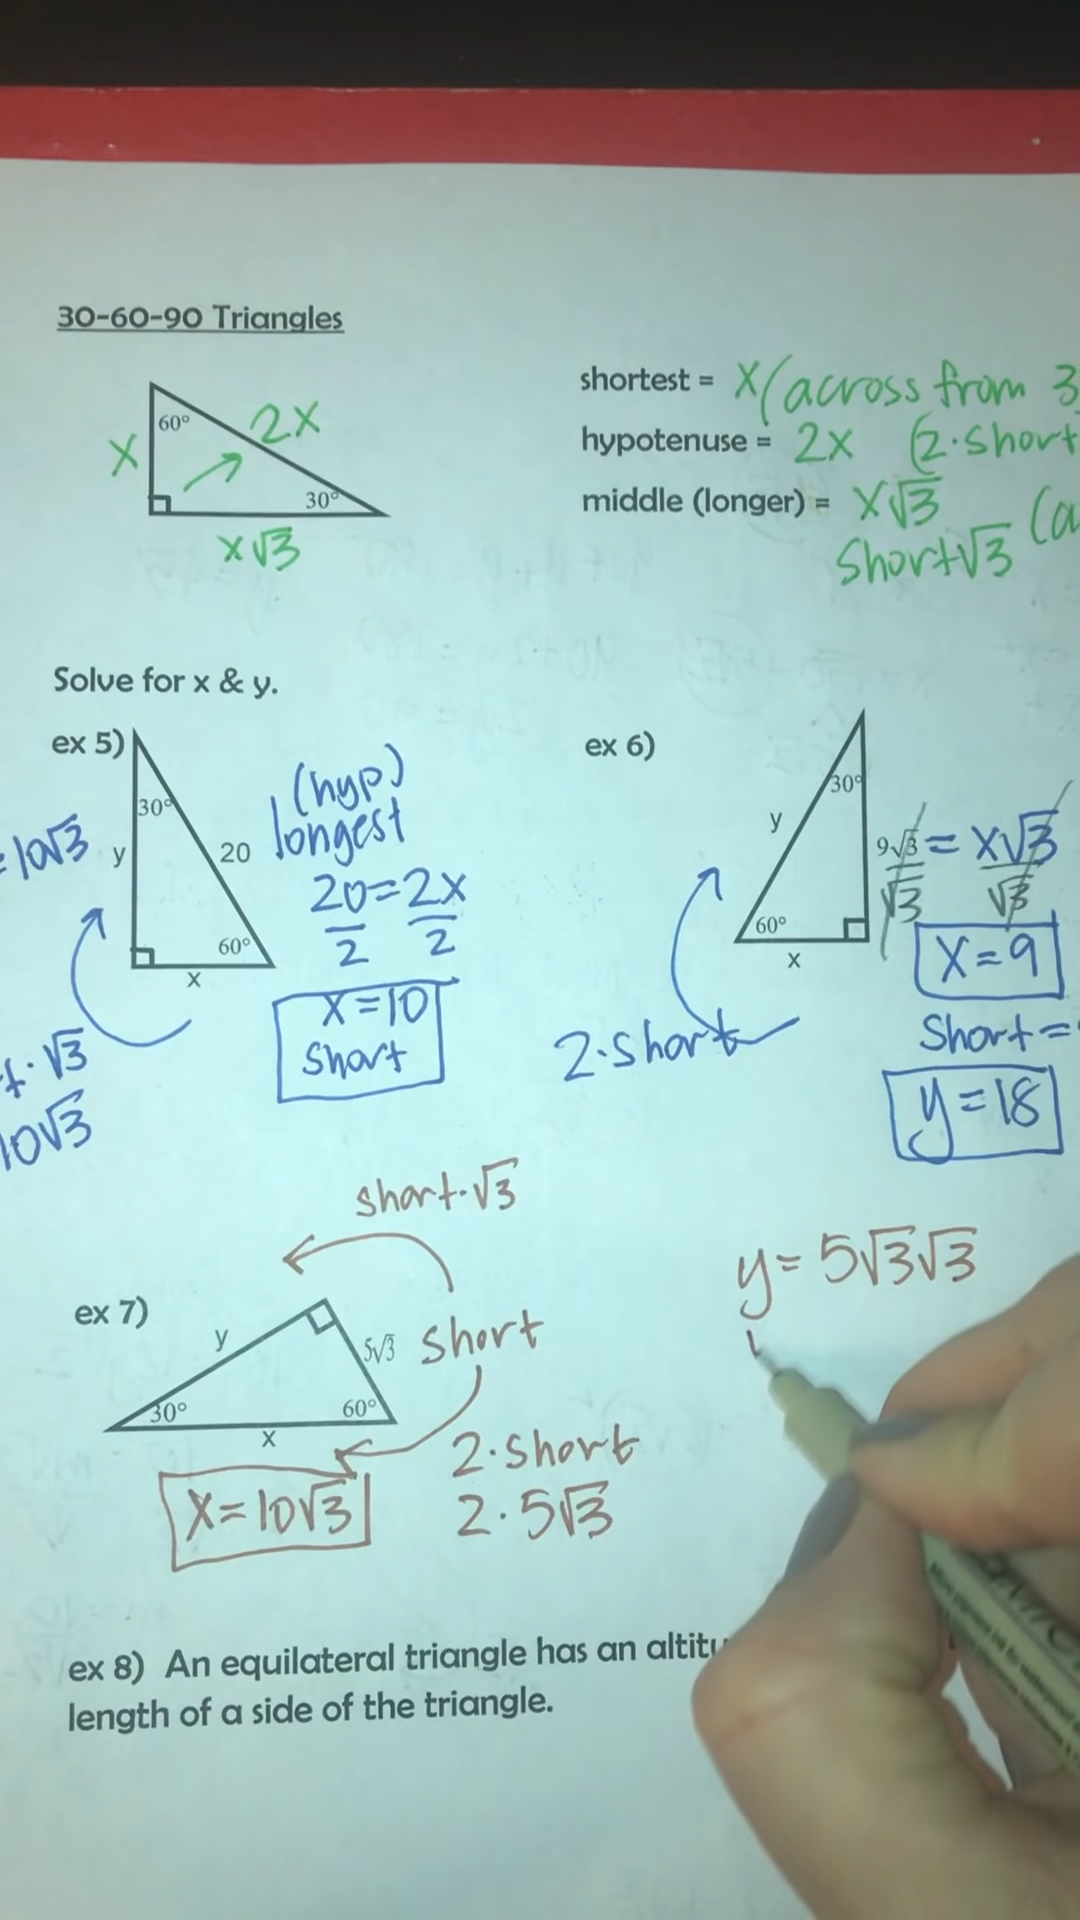 30-60-90 Triangles
60°
2x
x
30°
x√3
shortest = x (across from 3
hypotenuse = 2x (2·short
middle (longer) = x√3
short√3
Solve for x & y.
ex 5)
30°
(hyp)
longest
= 10√3
y
20
20=2x
2 2
60°
x
x=10
short
·√3
10√3
ex 6)
30°
y
9√3 = x√3
√3 √3
60°
x
x=9
2·short
short=
y=18
short·√3
y= 5√3√3
ex 7)
y
5√3 short
30°
60°
x
2·short
x=10√3
2·5√3
ex 8) An equilateral triangle has an
length of a side of the triangle.